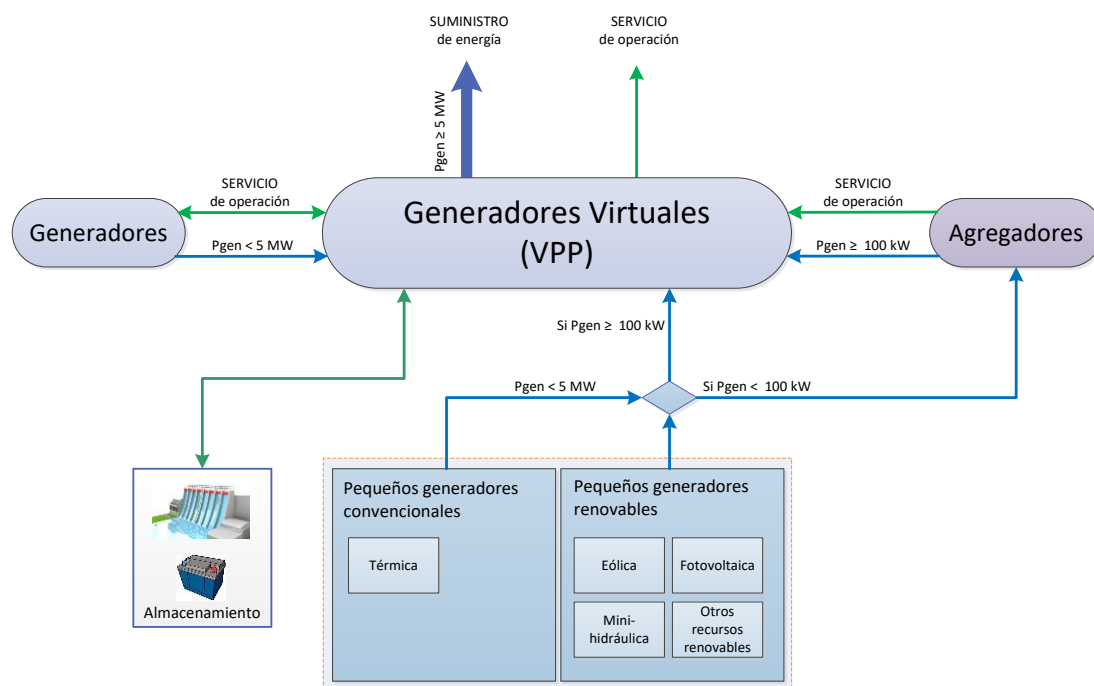 SUMINISTRO
de energía
SERVICIO
de operación
Pgen ≥ 5 MW
SERVICIO
de operación
Generadores
Pgen < 5 MW
Generadores Virtuales
(VPP)
SERVICIO
de operación
Pgen ≥ 100 kW
Agregadores
Si Pgen ≥ 100 kW
Pgen < 5 MW
Si Pgen < 100 kW
Almacenamiento
Pequeños generadores
convencionales
Térmica
Pequeños generadores
renovables
Eólica
Fotovoltaica
Mini-
hidráulica
Otros
recursos
renovables